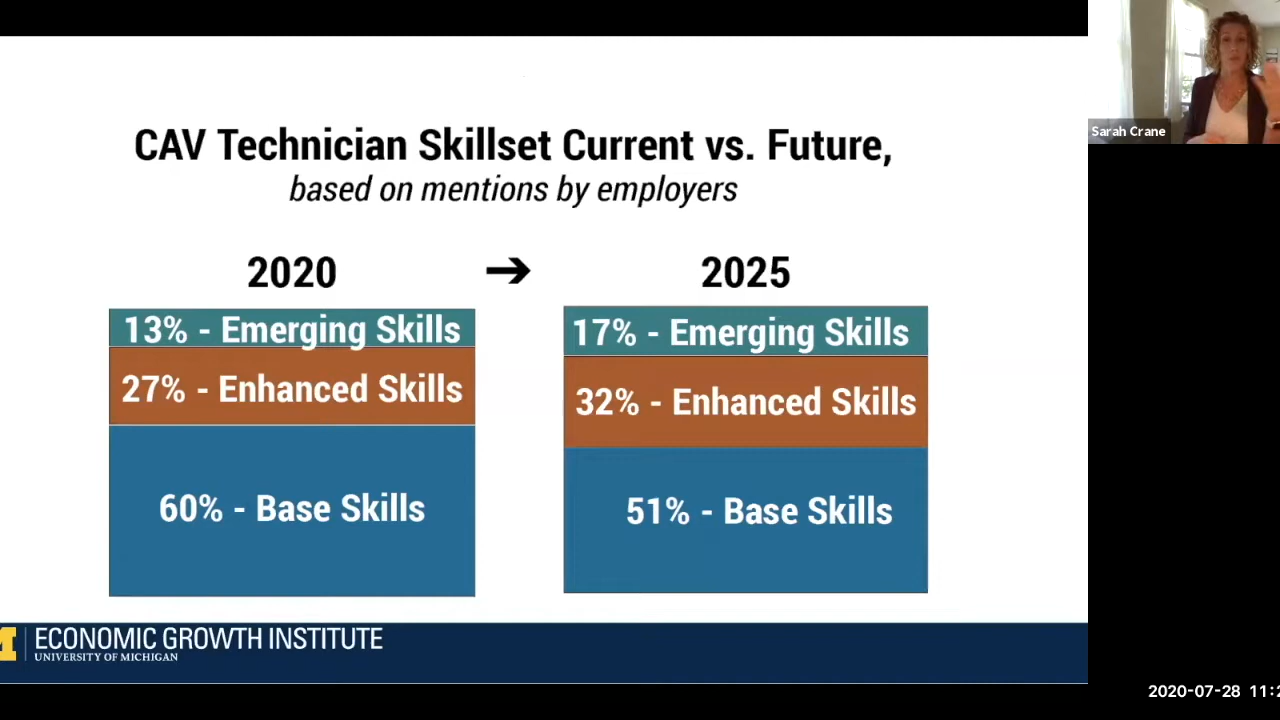 CAV Technician Skillset Current vs. Future,
based on mentions by employers
2020 ➔ 2025
13% - Emerging Skills
27% - Enhanced Skills
60% - Base Skills
17% - Emerging Skills
32% - Enhanced Skills
51% - Base Skills
ECONOMIC GROWTH INSTITUTE
UNIVERSITY OF MICHIGAN
Sarah Crane
2020-07-28 11:2